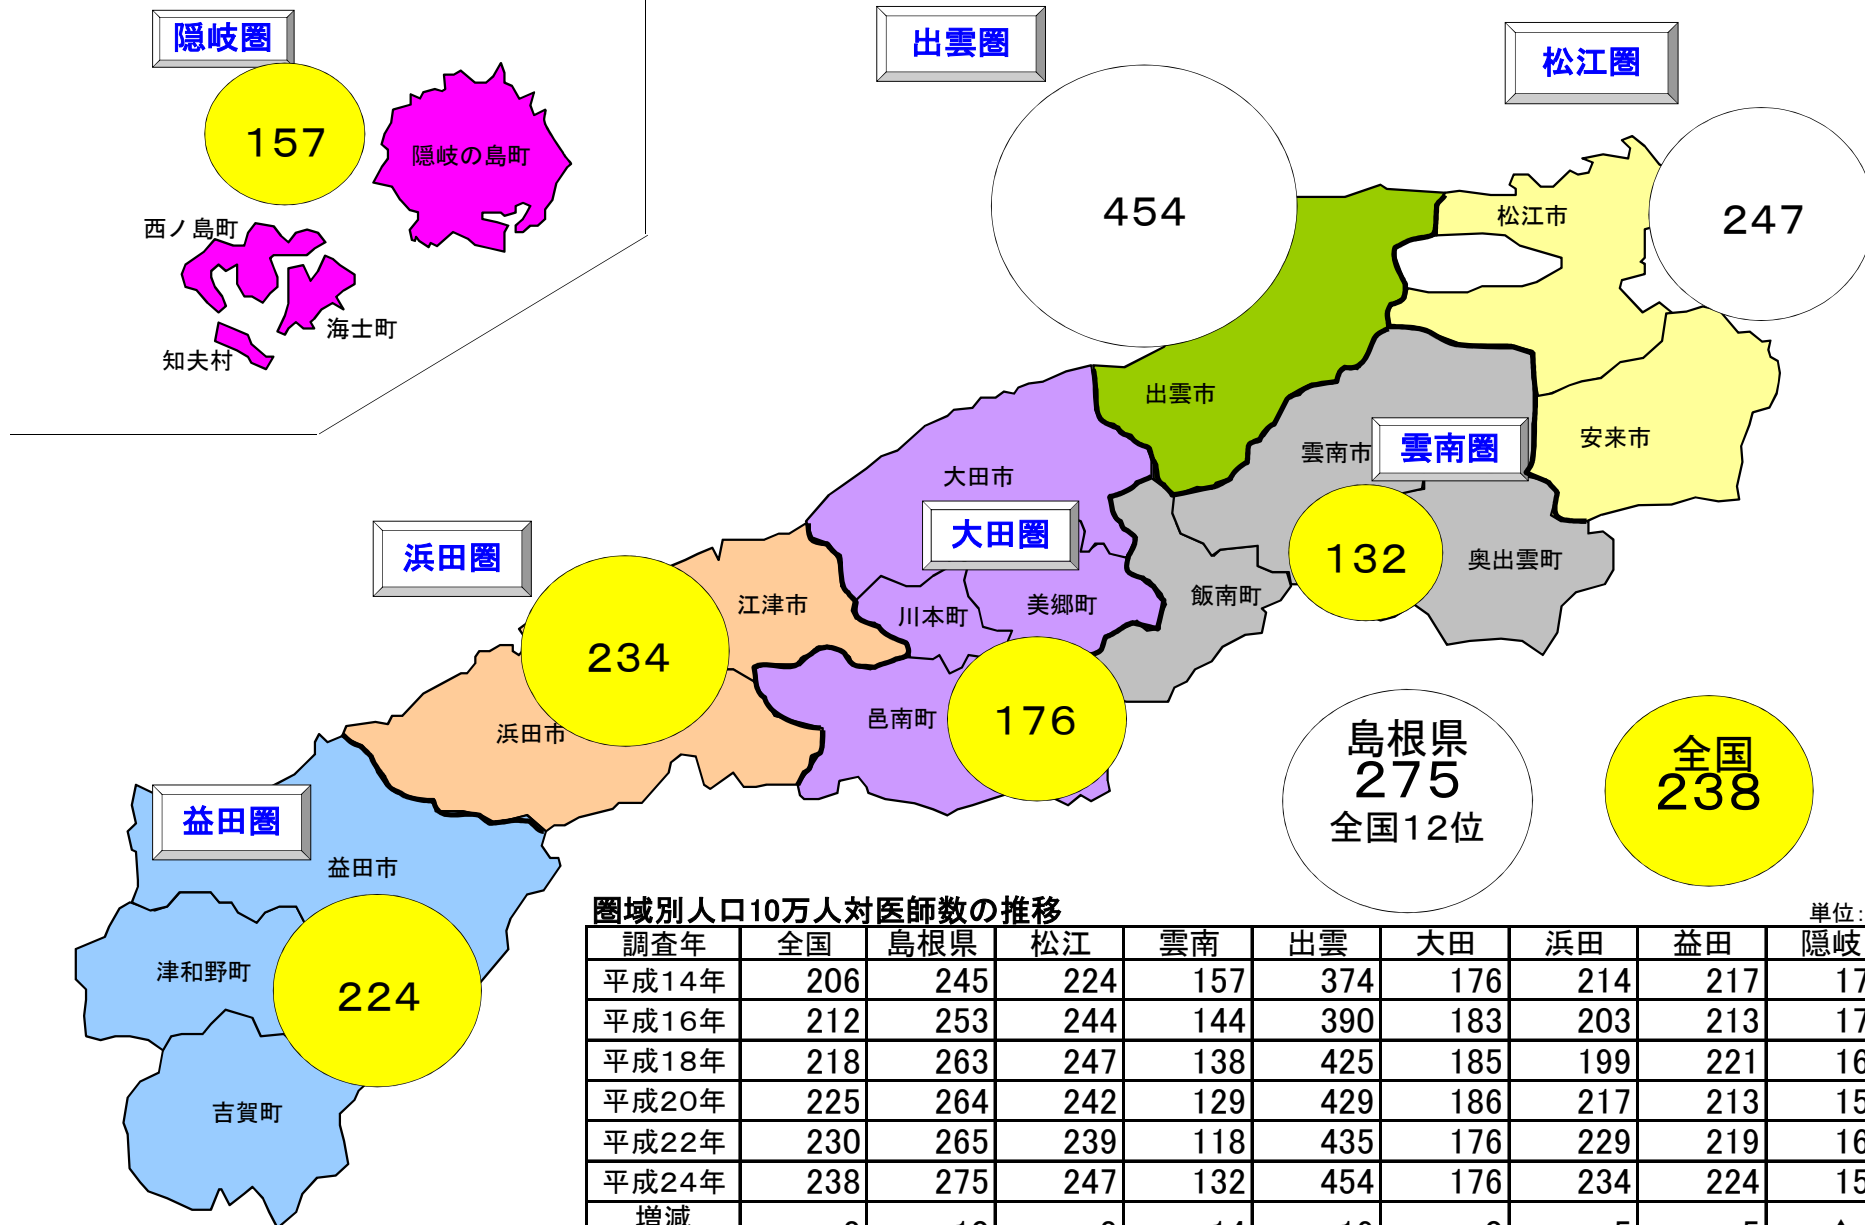 隠岐圏
157
隠岐の島町
西ノ島町
海士町
知夫村
出雲圏
454
松江圏
247
松江市
出雲市
安来市
雲南市
雲南圏
132
奥出雲町
飯南町
大田市
大田圏
川本町
美郷町
邑南町
176
浜田圏
234
江津市
浜田市
益田圏
益田市
津和野町
224
吉賀町
島根県
275
全国12位
全国
238
圏域別人口10万人対医師数の推移
単位:
調査年 全国 島根県 松江 雲南 出雲 大田 浜田 益田 隠岐
平成14年 206 245 224 157 374 176 214 217 17
平成16年 212 253 244 144 390 183 203 213 17
平成18年 218 263 247 138 425 185 199 221 16
平成20年 225 264 242 129 429 186 217 213 15
平成22年 230 265 239 118 435 176 229 219 16
平成24年 238 275 247 132 454 176 234 224 15
増減